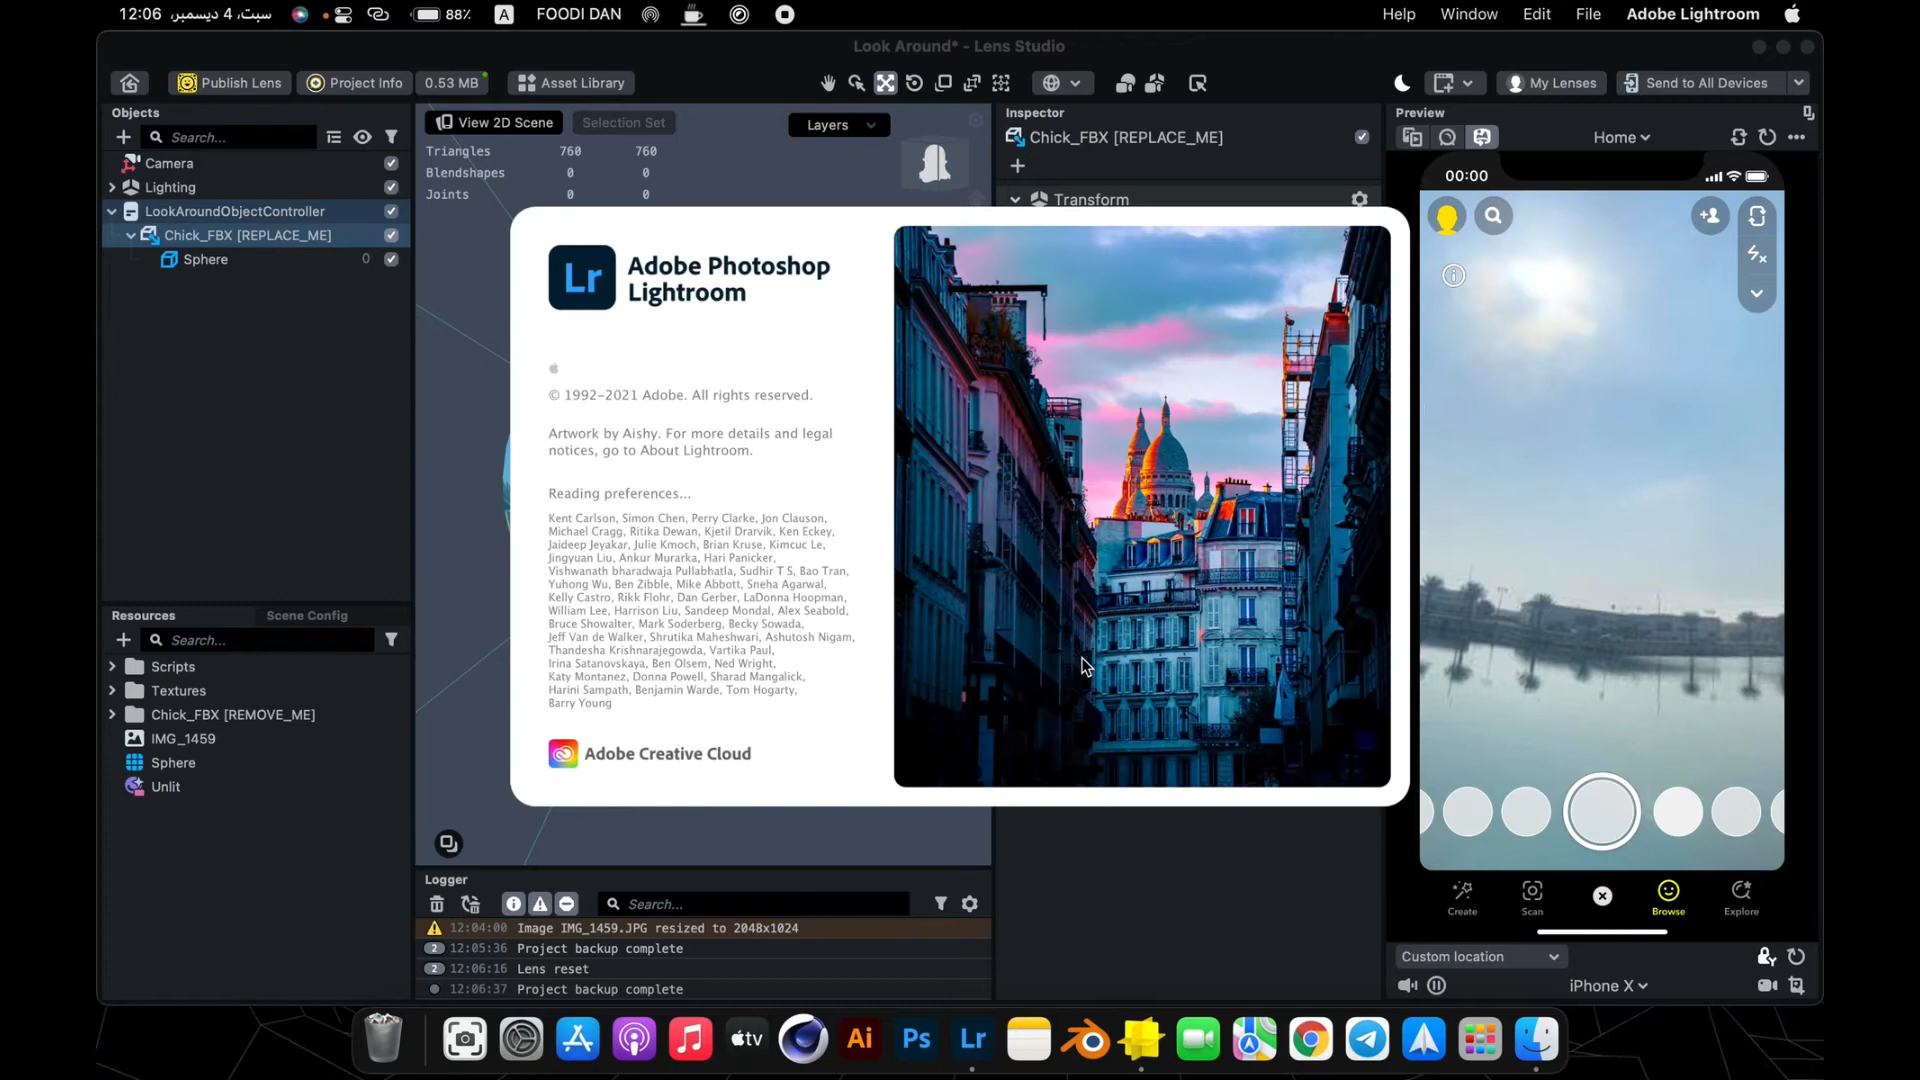 12:06
سبت، 4 ديسمبر
88%
A
FOODI DAN
Help
Window
Edit
File
Adobe Lightroom
Look Around* - Lens Studio
Publish Lens
Project Info
0.53 MB
Asset Library
My Lenses
Send to All Devices
Objects
Search...
Camera
Lighting
LookAroundObjectController
Chick_FBX [REPLACE_ME]
Sphere
0
View 2D Scene
Selection Set
Layers
Triangles 760 760
Blendshapes 0 0
Joints 0 0
Inspector
Chick_FBX [REPLACE_ME]
Transform
Preview
Home
00:00
Lr
Adobe Photoshop
Lightroom
© 1992-2021 Adobe. All rights reserved.
Artwork by Aishy. For more details and legal
notices, go to About Lightroom.
Reading preferences...
Kent Carlson, Simon Chen, Perry Clarke, Jon Clauson,
Michael Cragg, Ritika Dewan, Kjetil Drarvik, Ken Eckey,
Jaideep Jeyakar, Julie Kmoch, Brian Kruse, Kimcuc Le,
Jingyuan Liu, Ankur Murarka, Hari Panicker,
Vishwanath bharadwaja Pullabhatla, Sudhir T S, Bao Tran,
Yuhong Wu, Ben Zibble, Mike Abbott, Sneha Agarwal,
Kelly Castro, Rikk Flohr, Dan Gerber, LaDonna Hoopman,
William Lee, Harrison Liu, Sandeep Mondal, Alex Seabold,
Bruce Showalter, Mark Soderberg, Becky Sowada,
Jeff Van de Walker, Shrutika Maheshwari, Ashutosh Nigam,
Thandesha Krishnarajegowda, Vartika Paul,
Irina Satanovskaya, Ben Olsem, Ned Wright,
Katy Montanez, Donna Powell, Sharad Mangalick,
Harini Sampath, Benjamin Warde, Tom Hogarty,
Barry Young
Adobe Creative Cloud
Resources
Scene Config
Search...
Scripts
Textures
Chick_FBX [REMOVE_ME]
IMG_1459
Sphere
Unlit
Logger
Search...
12:04:00 Image IMG_1459.JPG resized to 2048x1024
2 12:05:36 Project backup complete
2 12:06:16 Lens reset
12:06:37 Project backup complete
Create
Scan
Browse
Explore
Custom location
iPhone X
tv
Ai
Ps
Lr